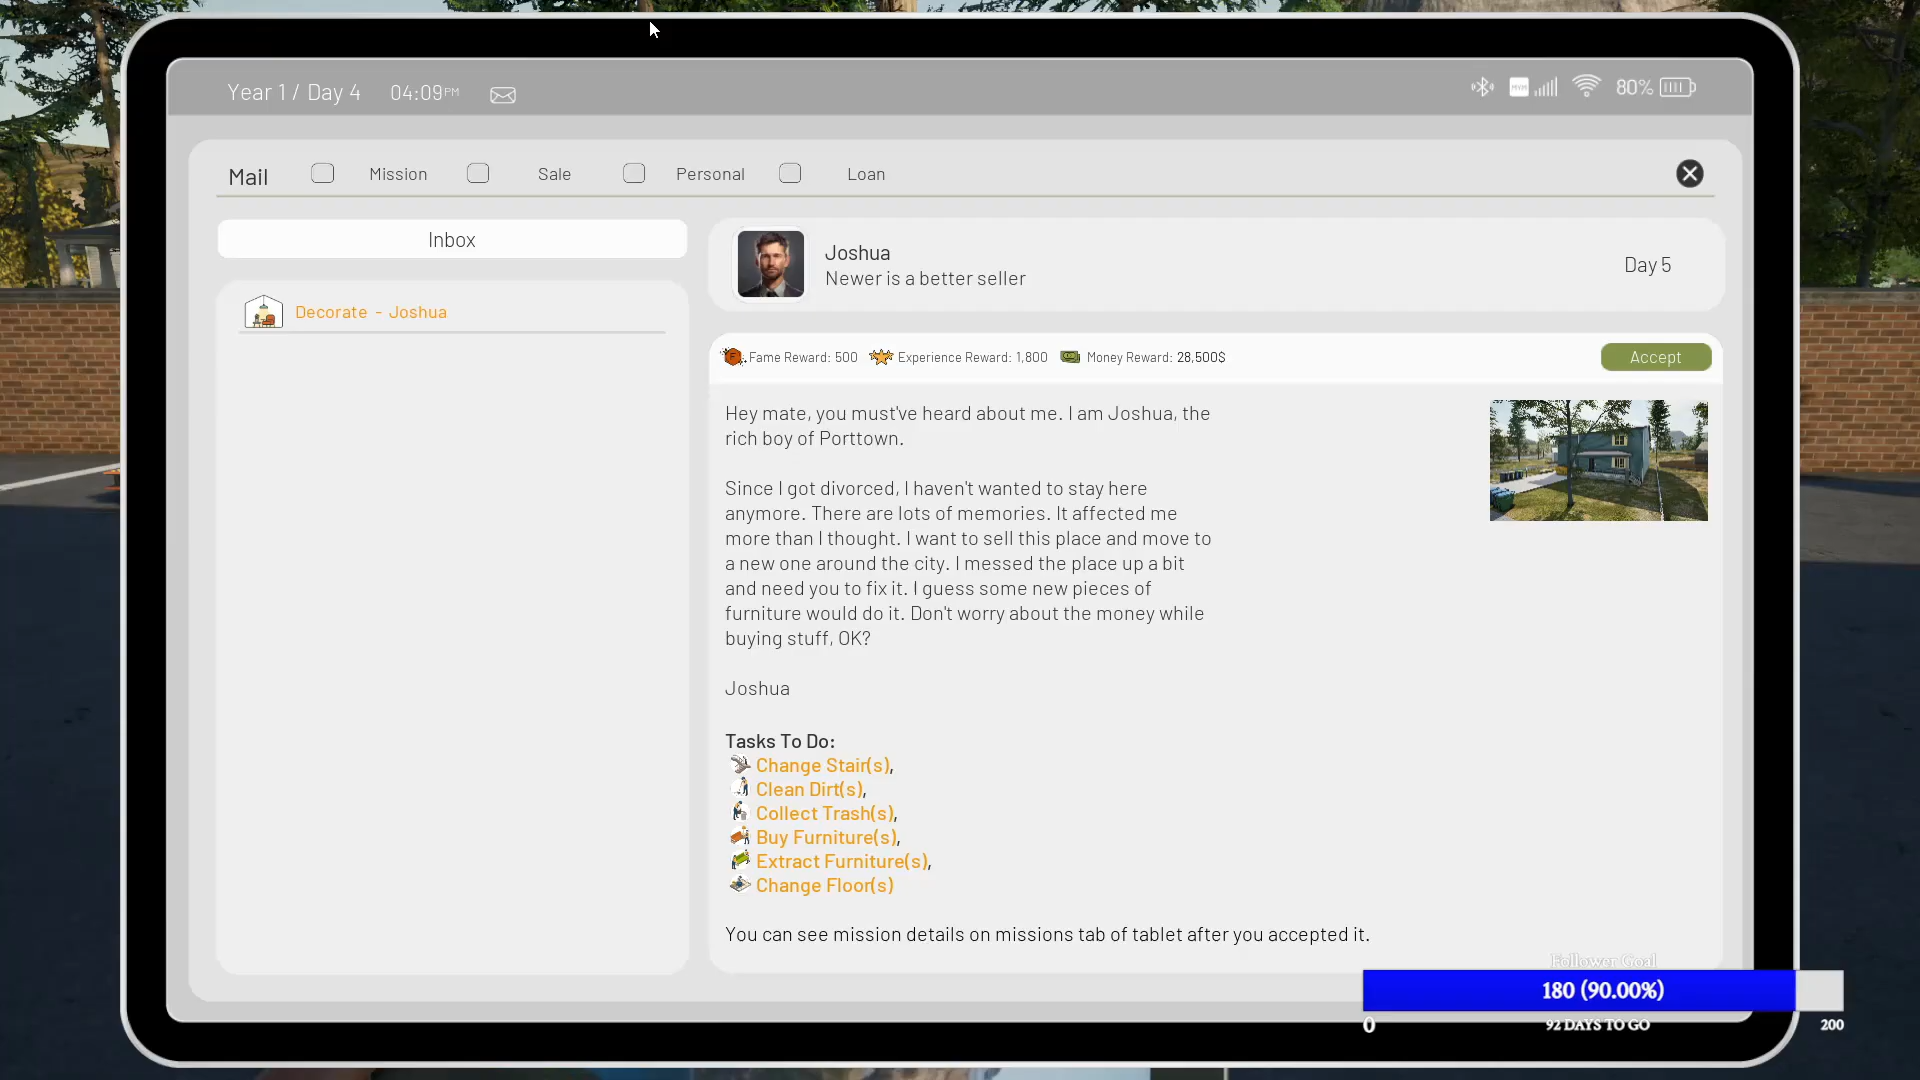 Year 1 / Day 4 04:09PM 80%
Mail Mission Sale Personal Loan
Inbox
Decorate - Joshua
Joshua
Newer is a better seller
Day 5
Fame Reward: 500 Experience Reward: 1,800 Money Reward: 28,500$
Accept
Hey mate, you must've heard about me. I am Joshua, the
rich boy of Porttown.
Since I got divorced, I haven't wanted to stay here
anymore. There are lots of memories. It affected me
more than I thought. I want to sell this place and move to
a new one around the city. I messed the place up a bit
and need you to fix it. I guess some new pieces of
furniture would do it. Don't worry about the money while
buying stuff, OK?
Joshua
Tasks To Do:
Change Stair(s),
Clean Dirt(s),
Collect Trash(s),
Buy Furniture(s),
Extract Furniture(s),
Change Floor(s)
You can see mission details on missions tab of tablet after you accepted it.
Follower Goal
180 (90.00%)
0 92 DAYS TO GO 200